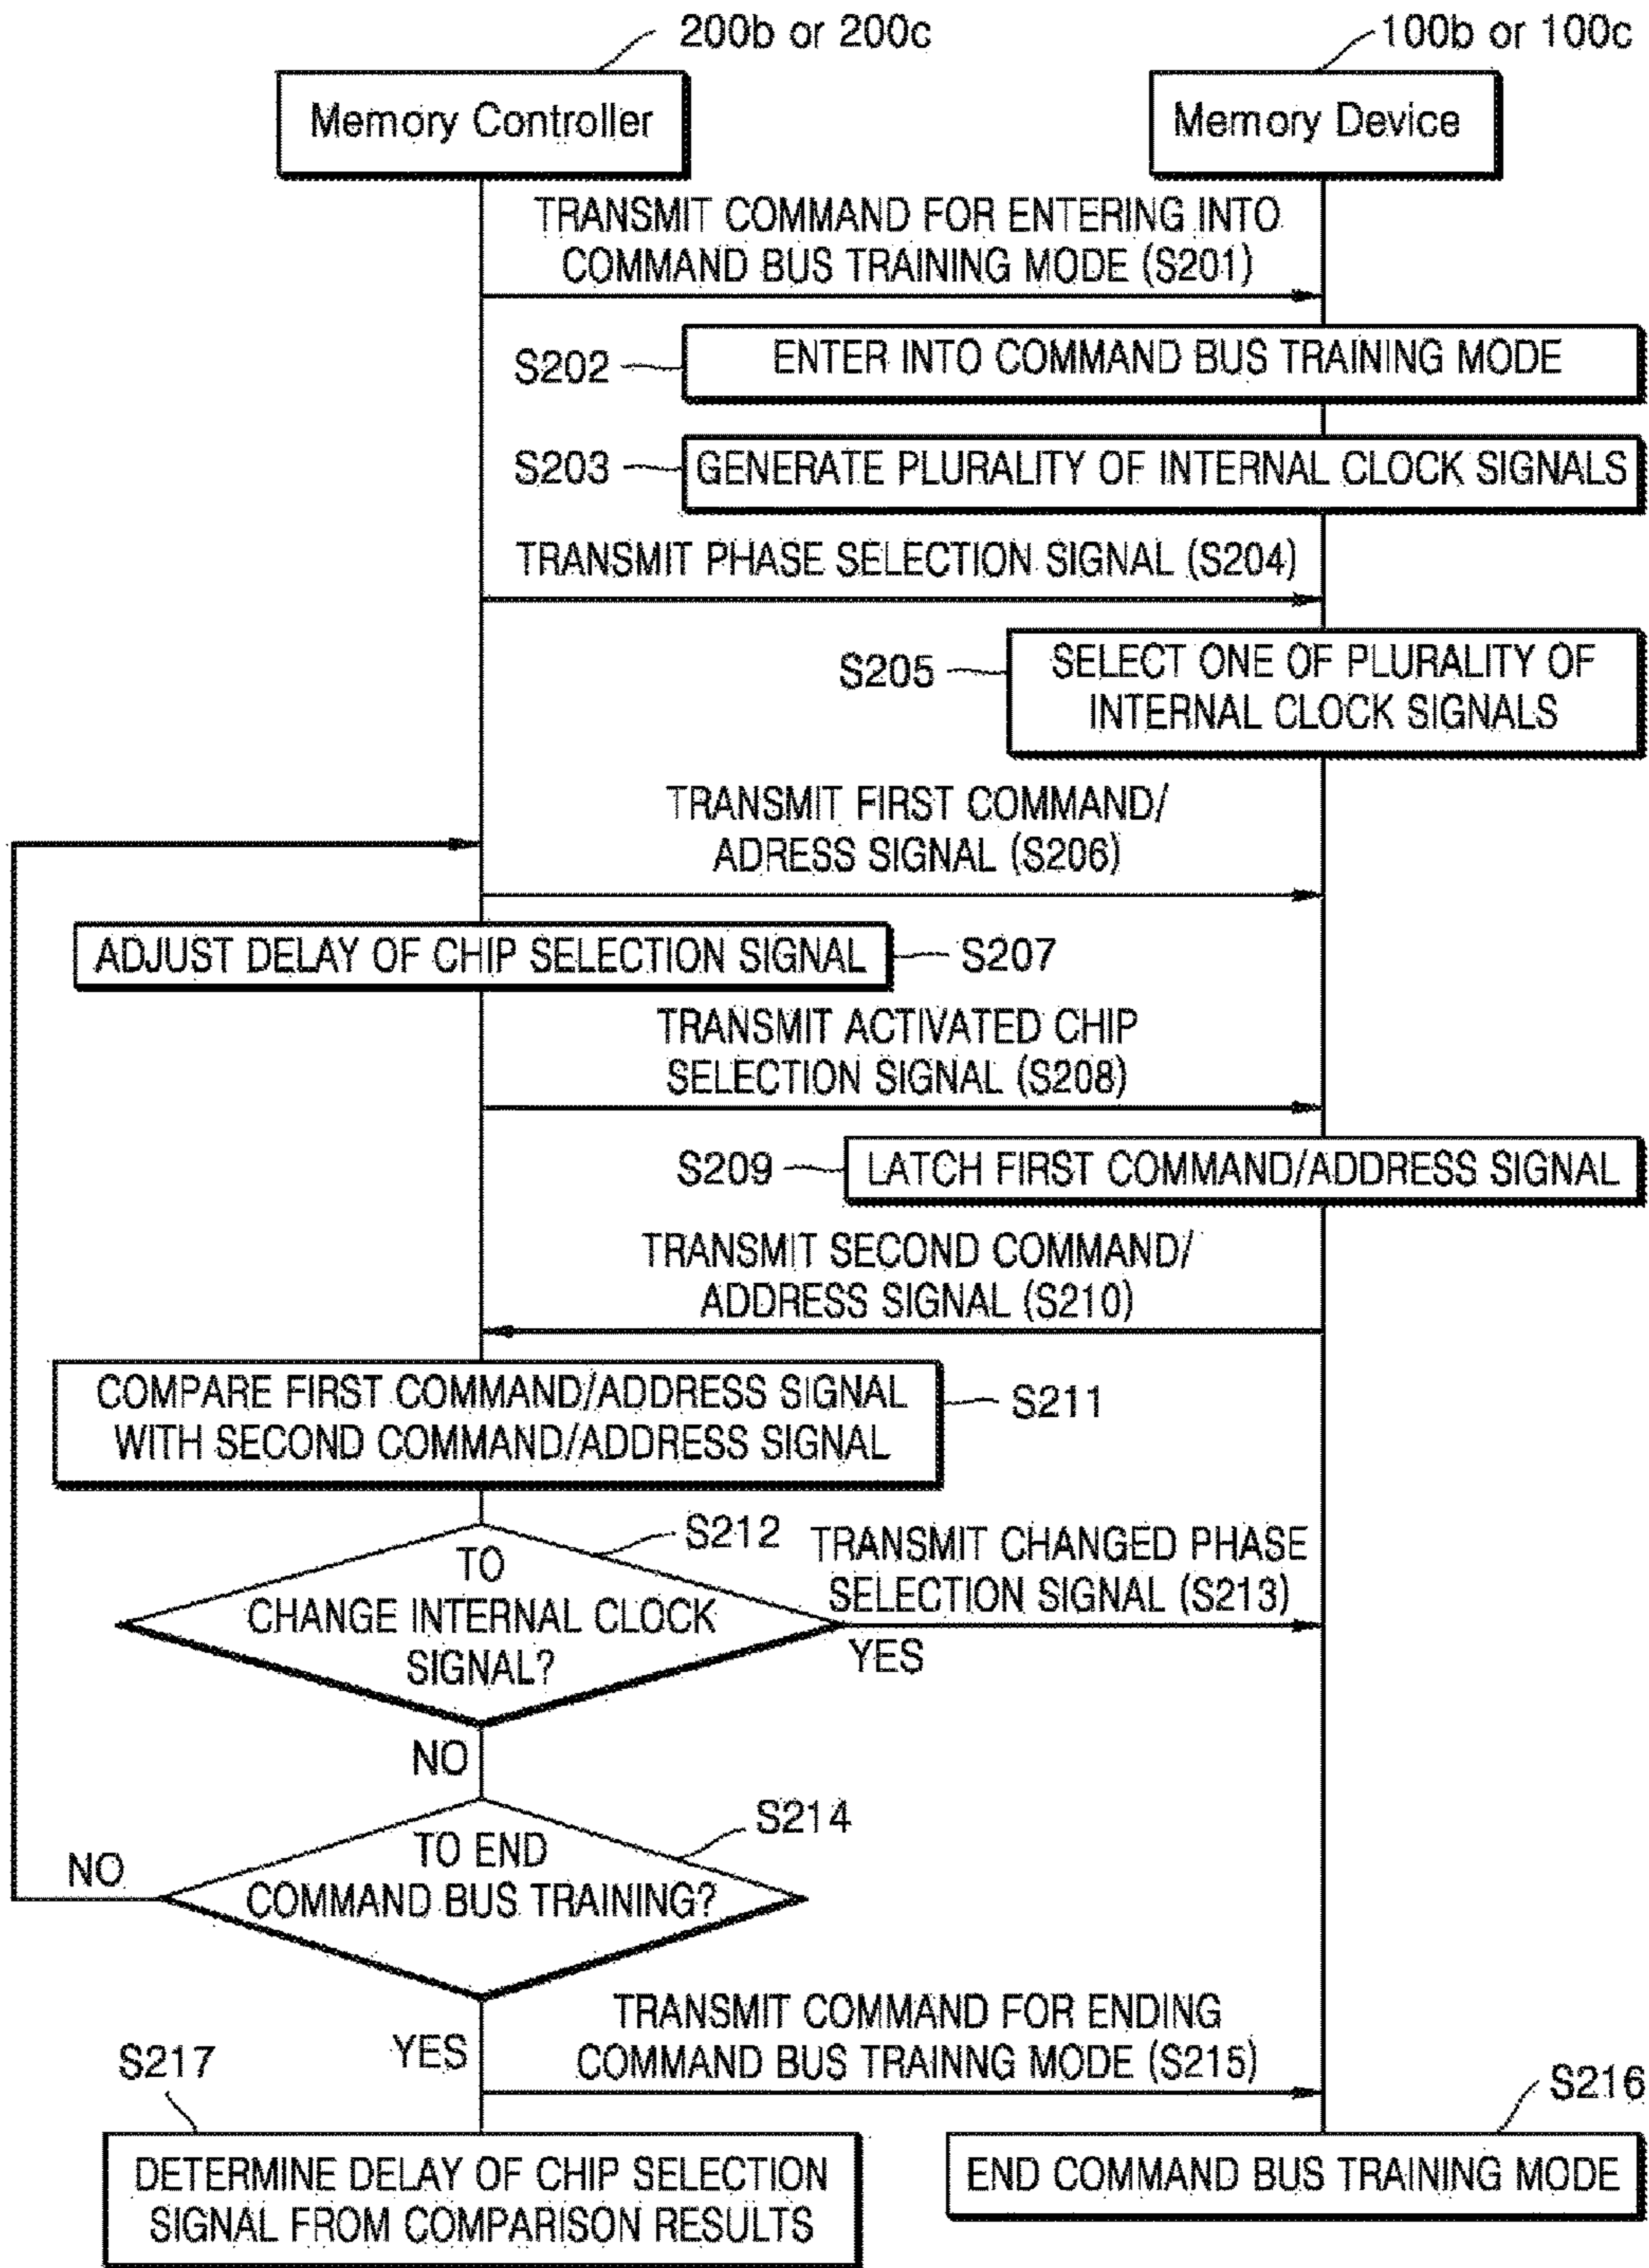 200b or 200c
100b or 100c
Memory Controller
Memory Device
TRANSMIT COMMAND FOR ENTERING INTO
COMMAND BUS TRAINING MODE (S201)
S202
ENTER INTO COMMAND BUS TRAINING MODE
S203
GENERATE PLURALITY OF INTERNAL CLOCK SIGNALS
TRANSMIT PHASE SELECTION SIGNAL (S204)
S205
SELECT ONE OF PLURALITY OF
INTERNAL CLOCK SIGNALS
TRANSMIT FIRST COMMAND/
ADRESS SIGNAL (S206)
ADJUST DELAY OF CHIP SELECTION SIGNAL
S207
TRANSMIT ACTIVATED CHIP
SELECTION SIGNAL (S208)
S209
LATCH FIRST COMMAND/ADDRESS SIGNAL
TRANSMIT SECOND COMMAND/
ADDRESS SIGNAL (S210)
COMPARE FIRST COMMAND/ADDRESS SIGNAL
WITH SECOND COMMAND/ADDRESS SIGNAL
S211
S212
TO
CHANGE INTERNAL CLOCK
SIGNAL?
TRANSMIT CHANGED PHASE
SELECTION SIGNAL (S213)
YES
NO
S214
TO END
COMMAND BUS TRAINING?
NO
YES
TRANSMIT COMMAND FOR ENDING
COMMAND BUS TRAINNG MODE (S215)
S217
S216
DETERMINE DELAY OF CHIP SELECTION
SIGNAL FROM COMPARISON RESULTS
END COMMAND BUS TRAINING MODE